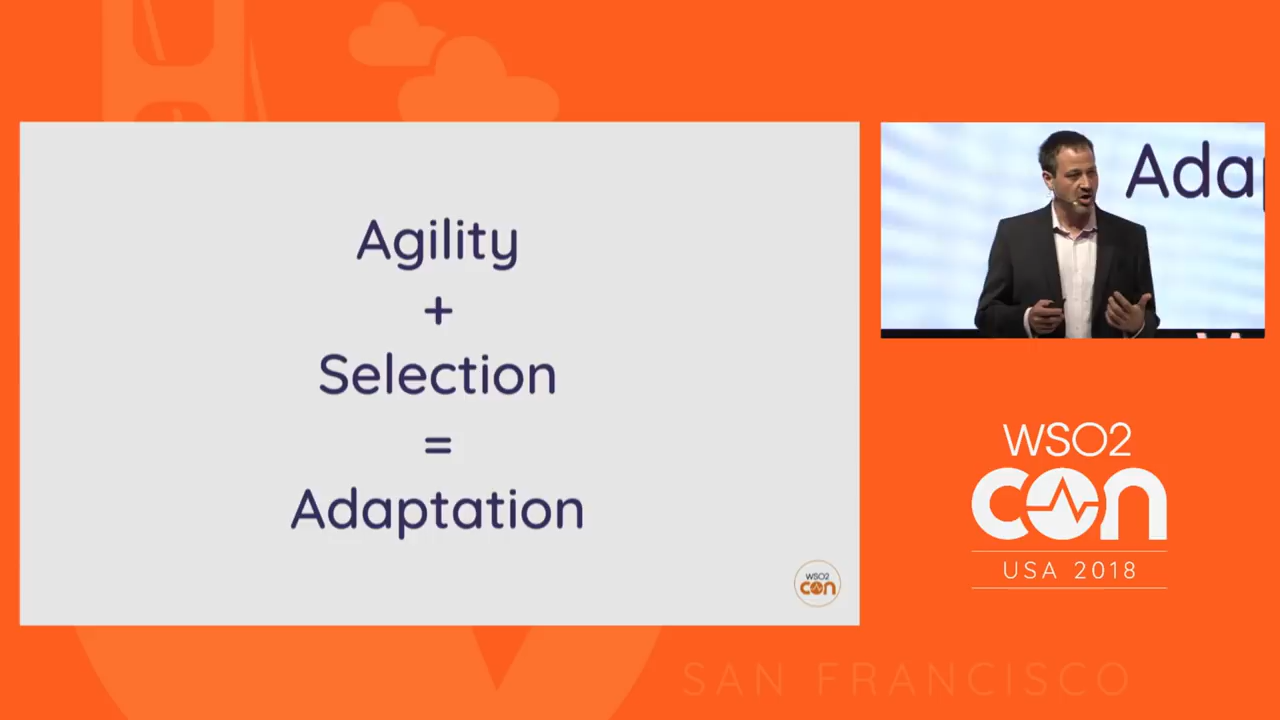 Agility
+
Selection
=
Adaptation
WSO2
con
Ada
WSO2
con
USA 2018
SAN FRANCISCO